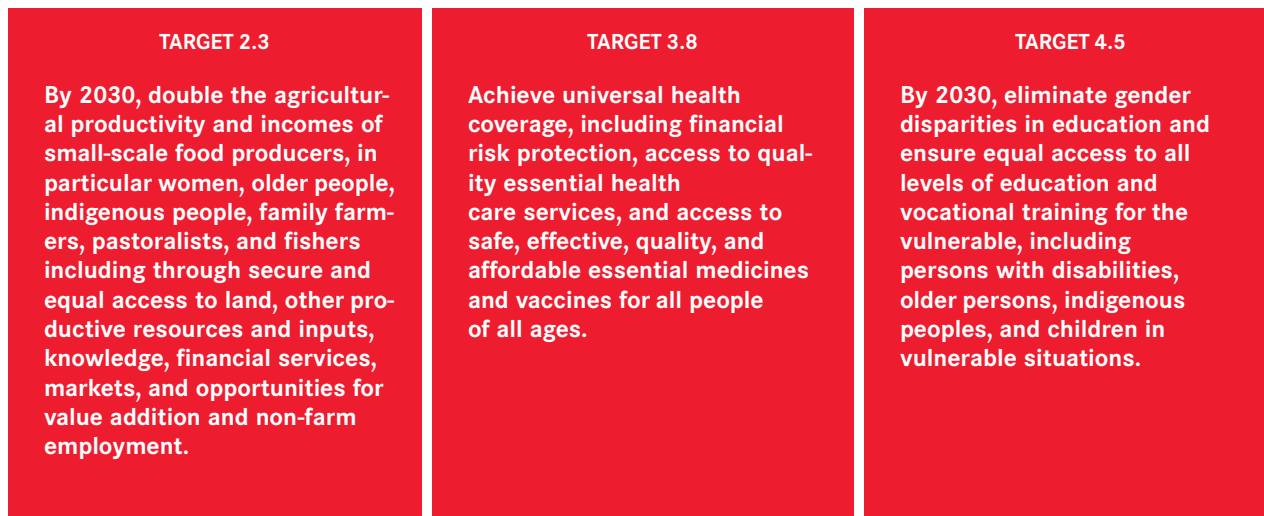 TARGET 2.3
By 2030, double the agricultur-
al productivity and incomes of
small-scale food producers, in
particular women, older people,
indigenous people, family farm-
ers, pastoralists, and fishers
including through secure and
equal access to land, other pro-
ductive resources and inputs,
knowledge, financial services,
markets, and opportunities for
value addition and non-farm
employment.
TARGET 3.8
Achieve universal health
coverage, including financial
risk protection, access to qual-
ity essential health
care services, and access to
safe, effective, quality, and
affordable essential medicines
and vaccines for all people
of all ages.
TARGET 4.5
By 2030, eliminate gender
disparities in education and
ensure equal access to all
levels of education and
vocational training for the
vulnerable, including
persons with disabilities,
older persons, indigenous
peoples, and children in
vulnerable situations.